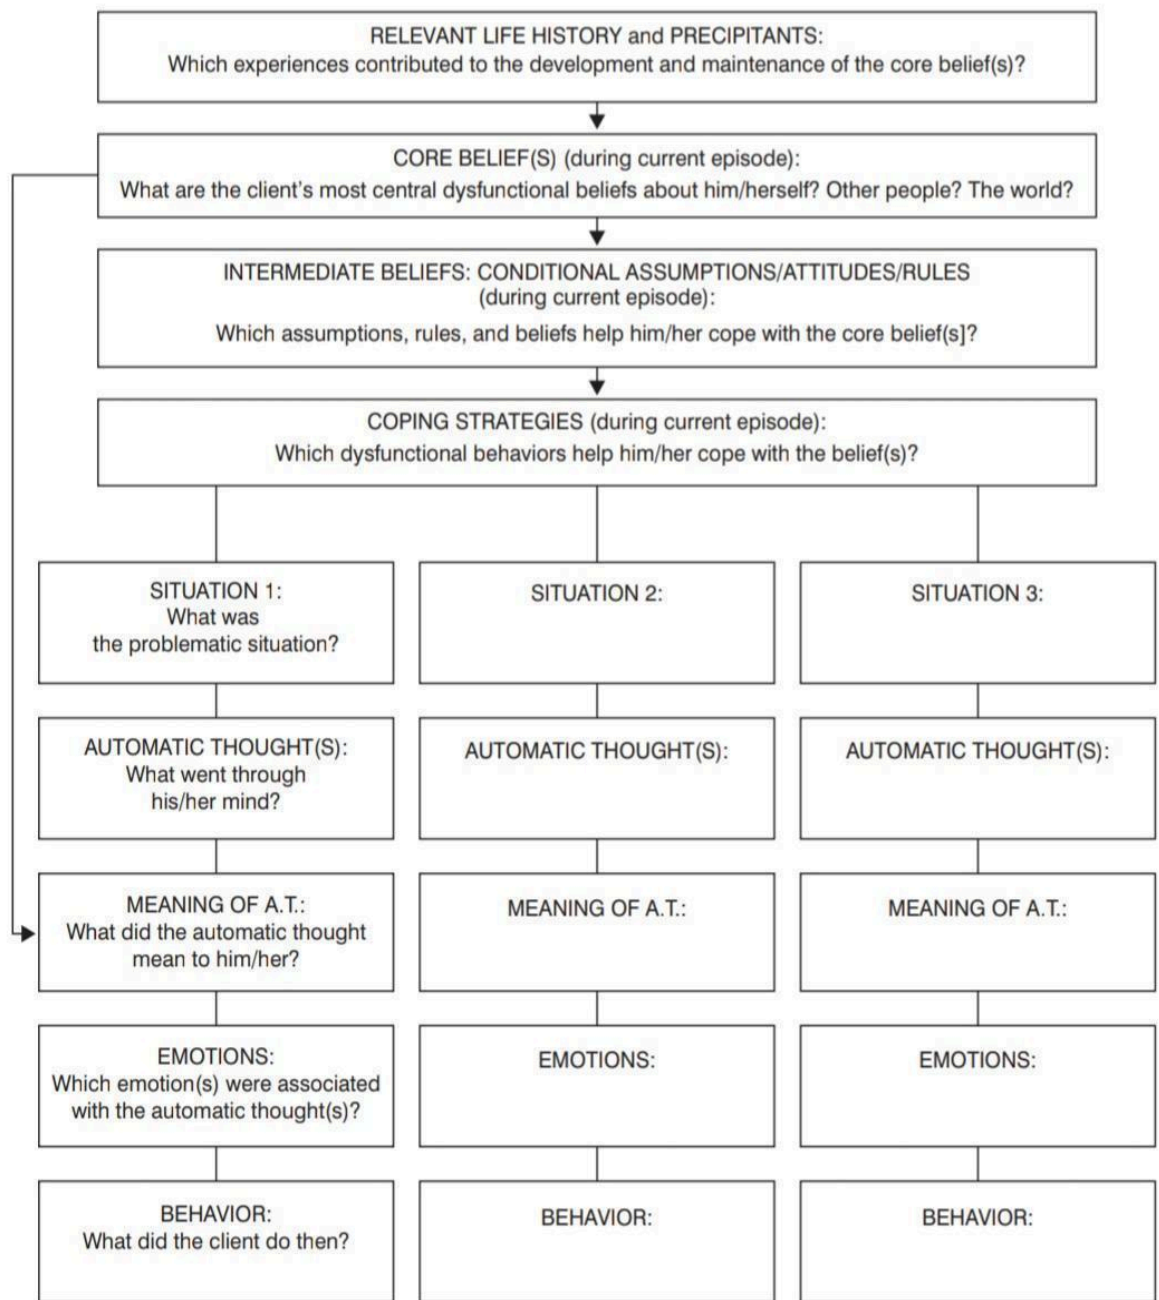 RELEVANT LIFE HISTORY and PRECIPITANTS:
Which experiences contributed to the development and maintenance of the core belief(s)?
CORE BELIEF(S) (during current episode):
What are the client's most central dysfunctional beliefs about him/herself? Other people? The world?
INTERMEDIATE BELIEFS: CONDITIONAL ASSUMPTIONS/ATTITUDES/RULES
(during current episode):
Which assumptions, rules, and beliefs help him/her cope with the core belief(s]?
COPING STRATEGIES (during current episode):
Which dysfunctional behaviors help him/her cope with the belief(s)?
SITUATION 1:
What was
the problematic situation?
SITUATION 2:
SITUATION 3:
AUTOMATIC THOUGHT(S):
What went through
his/her mind?
AUTOMATIC THOUGHT(S):
AUTOMATIC THOUGHT(S):
MEANING OF A.T.:
What did the automatic thought
mean to him/her?
MEANING OF A.T.:
MEANING OF A.T.:
EMOTIONS:
Which emotion(s) were associated
with the automatic thought(s)?
EMOTIONS:
EMOTIONS:
BEHAVIOR:
What did the client do then?
BEHAVIOR:
BEHAVIOR: